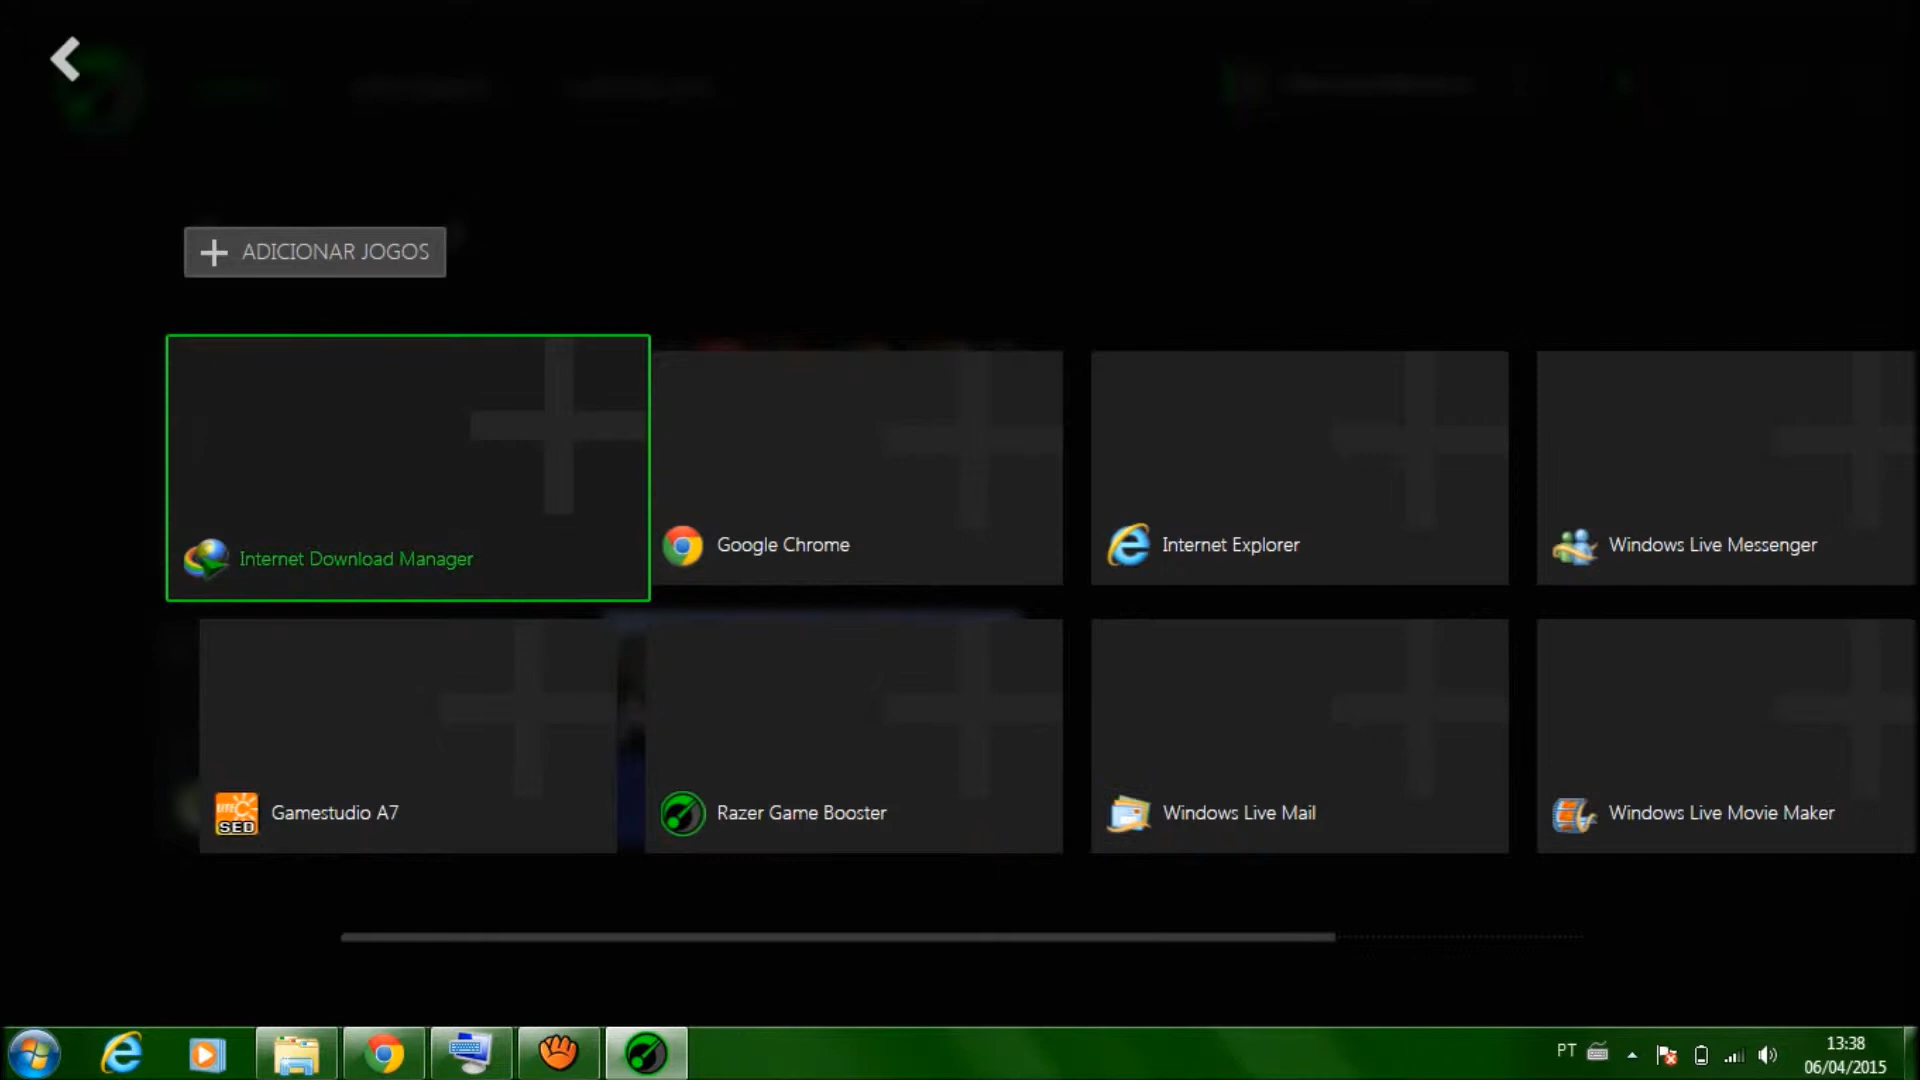 ADICIONAR JOGOS
Internet Download Manager
Google Chrome
Internet Explorer
Windows Live Messenger
Gamestudio A7
SED
Razer Game Booster
Windows Live Mail
Windows Live Movie Maker
PT
13:38
06/04/2015